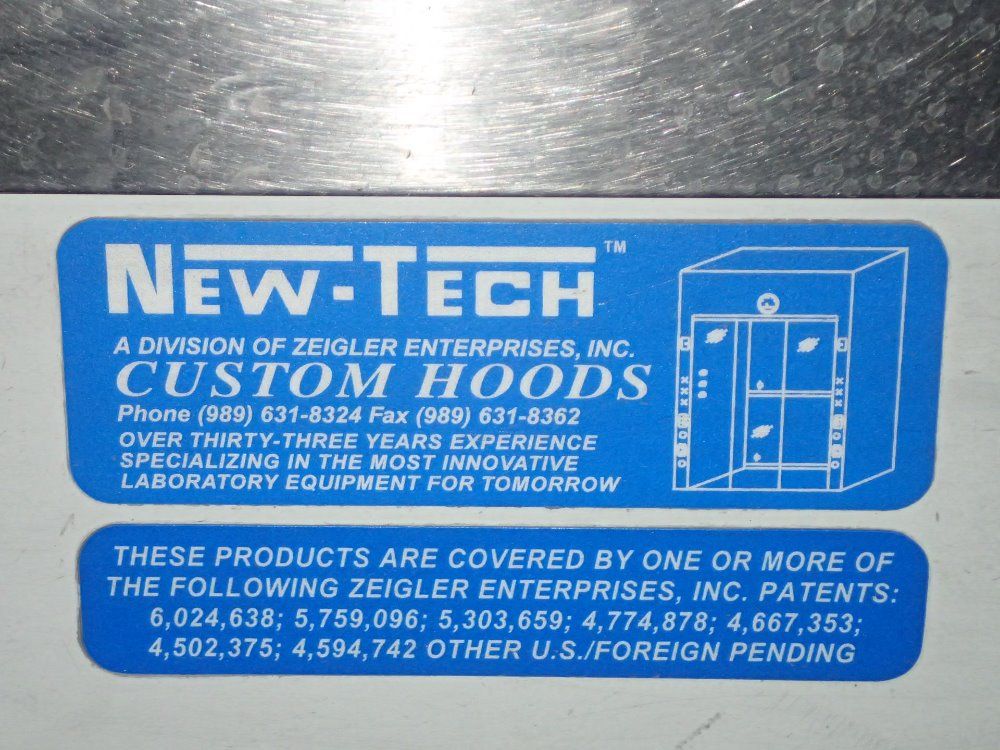 NEW-TECH™
A DIVISION OF ZEIGLER ENTERPRISES, INC.
CUSTOM HOODS
Phone (989) 631-8324 Fax (989) 631-8362
OVER THIRTY-THREE YEARS EXPERIENCE
SPECIALIZING IN THE MOST INNOVATIVE
LABORATORY EQUIPMENT FOR TOMORROW
THESE PRODUCTS ARE COVERED BY ONE OR MORE OF
THE FOLLOWING ZEIGLER ENTERPRISES, INC. PATENTS:
6,024,638; 5,759,096; 5,303,659; 4,774,878; 4,667,353;
4,502,375; 4,594,742 OTHER U.S./FOREIGN PENDING